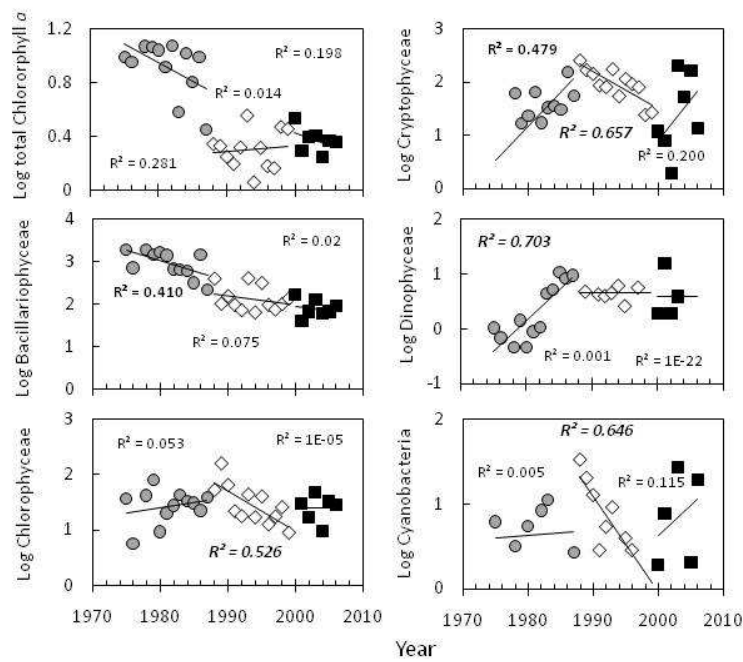 Log total Chlororphyll a
1.2
0.8
0.4
0
R² = 0.198
R² = 0.014
R² = 0.281
Log Cryptophyceae
3
2
1
0
R² = 0.479
R² = 0.657
R² = 0.200
Log Bacillariophyceae
4
3
2
1
0
R² = 0.02
R² = 0.410
R² = 0.075
Log Dinophyceae
2
1
0
-1
R² = 0.703
R² = 0.001
R² = 1E-22
Log Chlorophyceae
3
2
1
0
R² = 0.053
R² = 1E-05
R² = 0.526
1970 1980 1990 2000 2010
Log Cyanobacteria
2
1
0
R² = 0.646
R² = 0.005
R² = 0.115
1970 1980 1990 2000 2010
Year